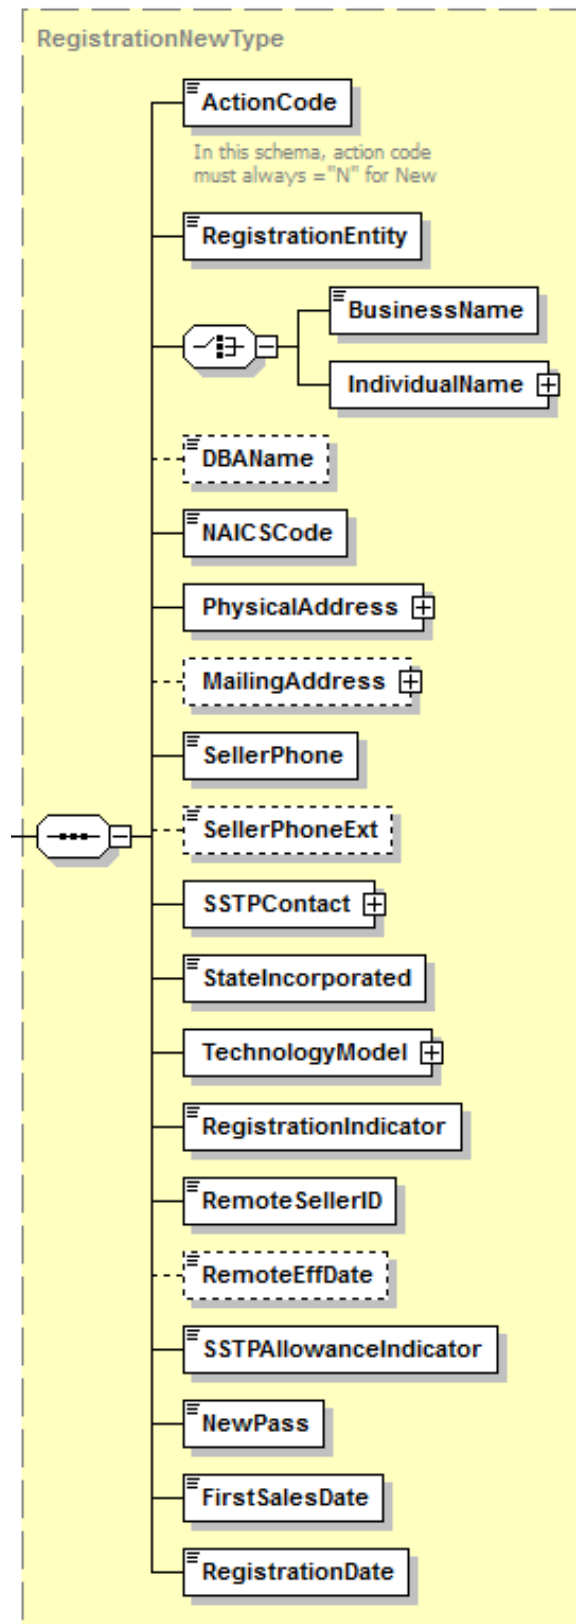 RegistrationNewType
ActionCode
In this schema, action code
must always ="N" for New
RegistrationEntity
BusinessName
IndividualName
DBAName
NAICSCode
PhysicalAddress
MailingAddress
SellerPhone
SellerPhoneExt
SSTPContact
StateIncorporated
TechnologyModel
RegistrationIndicator
RemoteSellerID
RemoteEffDate
SSTPAllowanceIndicator
NewPass
FirstSalesDate
RegistrationDate